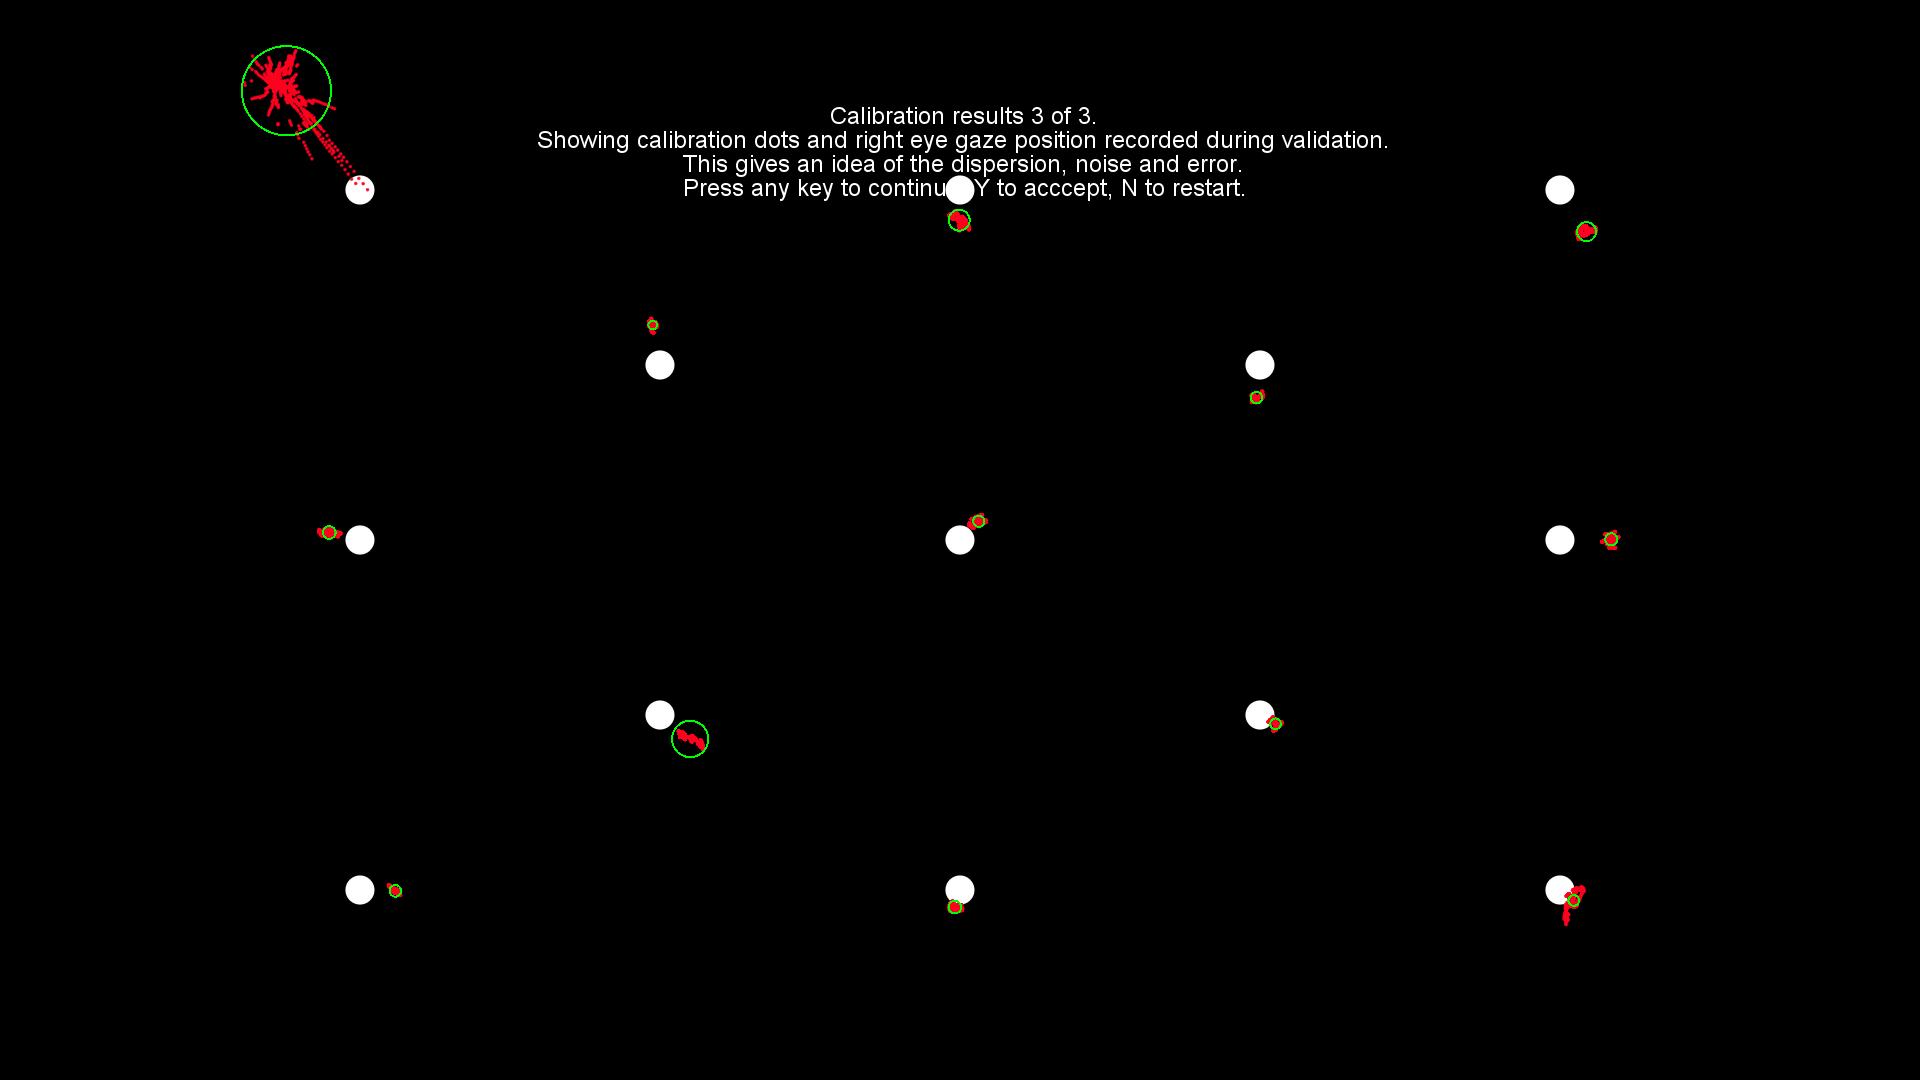 Calibration results 3 of 3.
Showing calibration dots and right eye gaze position recorded during validation.
This gives an idea of the dispersion, noise and error.
Press any key to continu Y to acccept, N to restart.